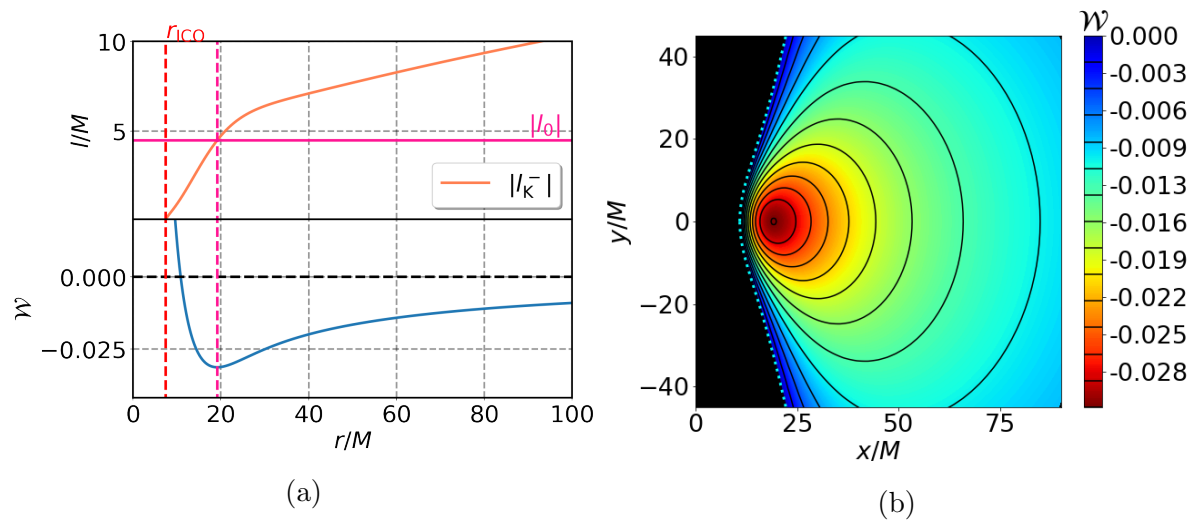 r_ICO
10
5
l/M
|l_0|
|l_K^-|
0.000
−0.025
𝒲
0 20 40 60 80 100
r/M
(a)
𝒲
40
20
0
−20
−40
y/M
0 25 50 75
x/M
0.000
-0.003
-0.006
-0.009
-0.013
-0.016
-0.019
-0.022
-0.025
-0.028
(b)